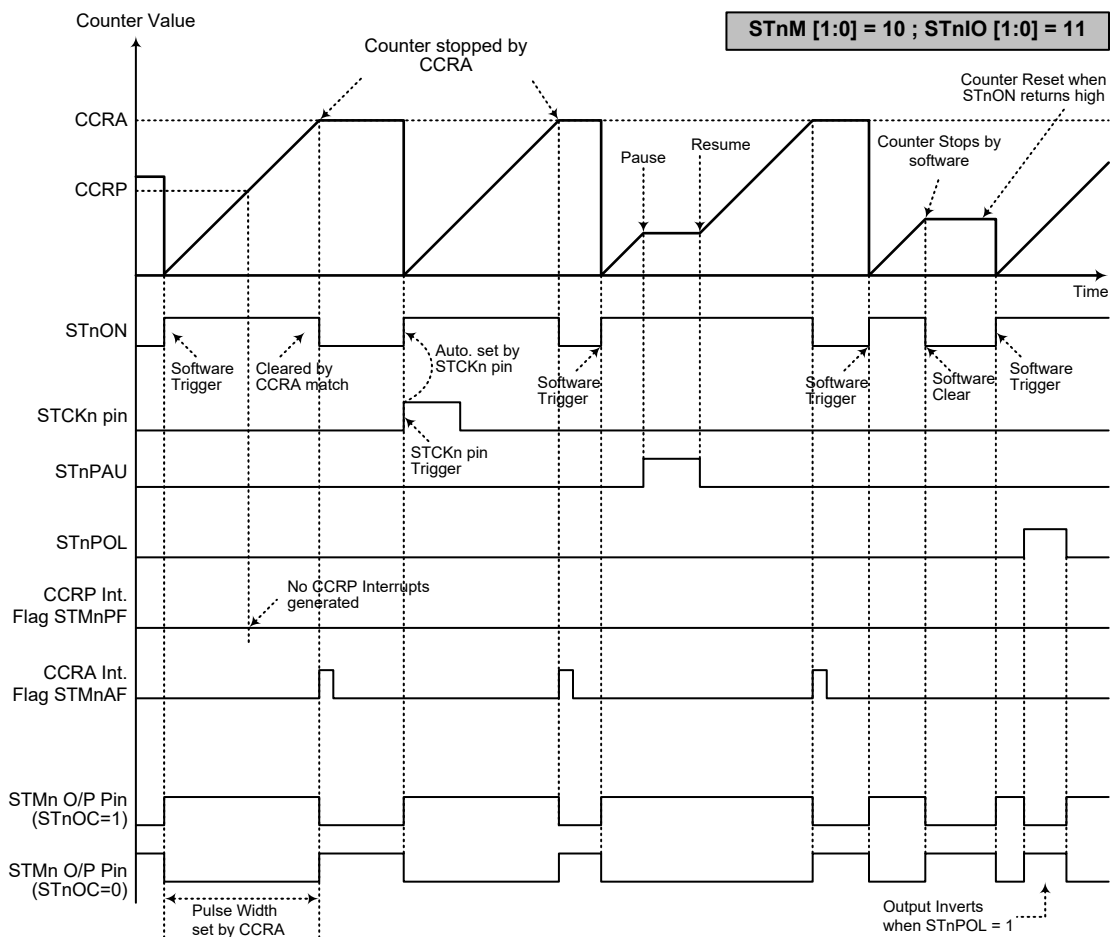 Counter Value
STnM [1:0] = 10 ; STnIO [1:0] = 11
Counter stopped by
CCRA
Counter Reset when
STnON returns high
CCRA
Pause
Resume
Counter Stops by
software
CCRP
Time
STnON
Software
Trigger
Cleared by
CCRA match
Auto. set by
STCKn pin
Software
Trigger
Software
Trigger
Software
Clear
Software
Trigger
STCKn pin
STCKn pin
Trigger
STnPAU
STnPOL
CCRP Int.
Flag STMnPF
No CCRP Interrupts
generated
CCRA Int.
Flag STMnAF
STMn O/P Pin
(STnOC=1)
STMn O/P Pin
(STnOC=0)
Pulse Width
set by CCRA
Output Inverts
when STnPOL = 1